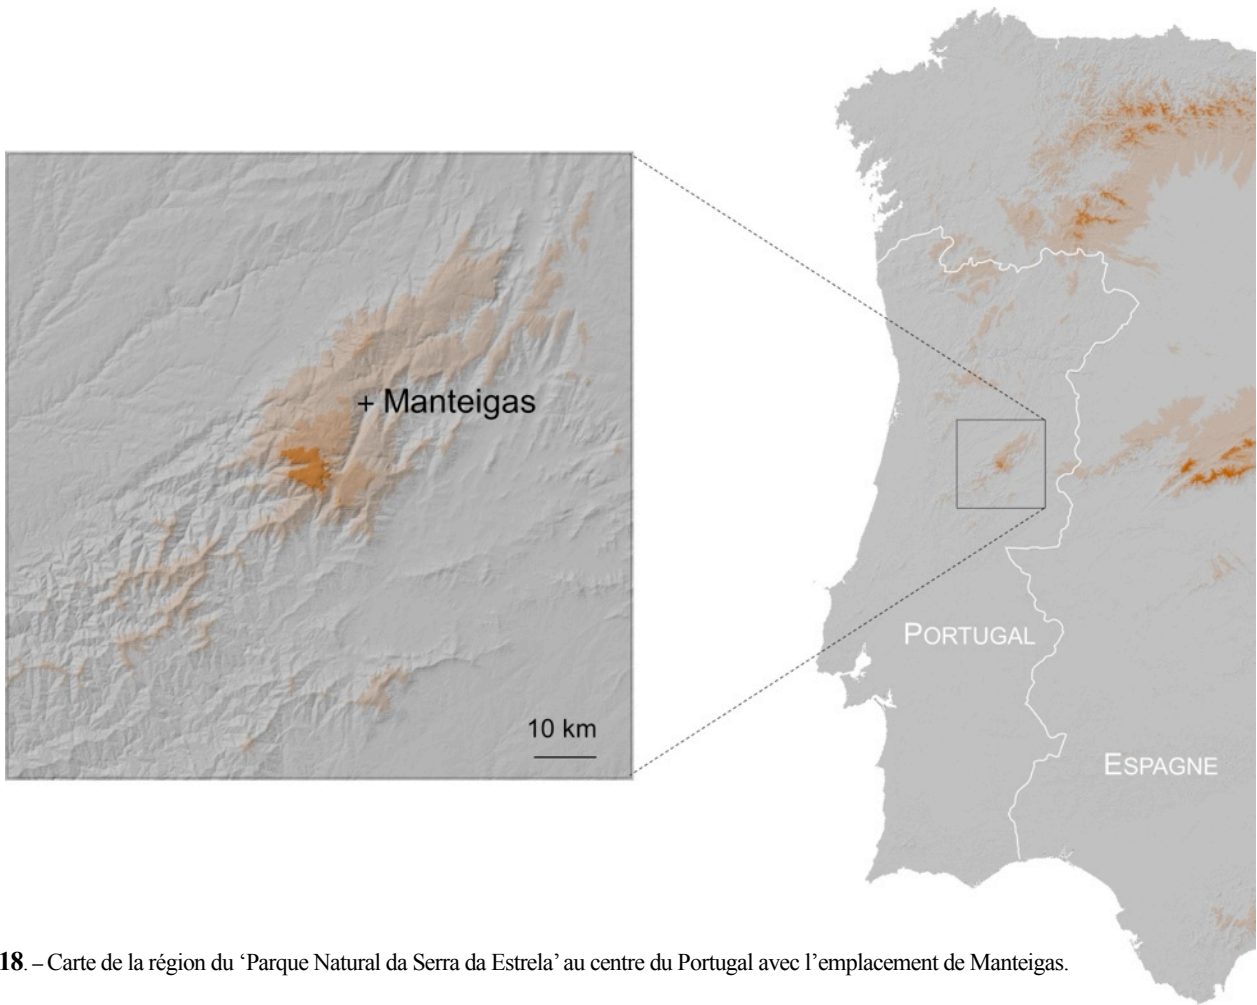 + Manteigas
10 km
PORTUGAL
ESPAGNE
18. – Carte de la région du ‘Parque Natural da Serra da Estrela’ au centre du Portugal avec l’emplacement de Manteigas.